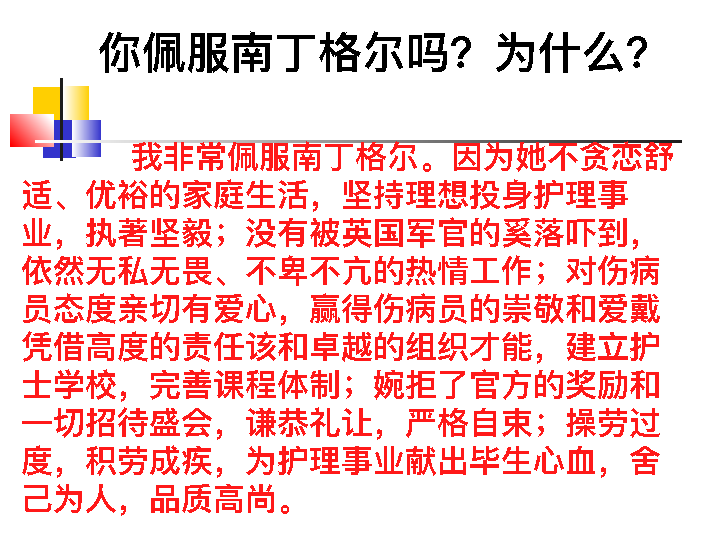 你佩服南丁格尔吗？为什么？
我非常佩服南丁格尔。因为她不贪恋舒
适、优裕的家庭生活，坚持理想投身护理事
业，执著坚毅；没有被英国军官的奚落吓到，
依然无私无畏、不卑不亢的热情工作；对伤病
员态度亲切有爱心，赢得伤病员的崇敬和爱戴
凭借高度的责任该和卓越的组织才能，建立护
士学校，完善课程体制；婉拒了官方的奖励和
一切招待盛会，谦恭礼让，严格自束；操劳过
度，积劳成疾，为护理事业献出毕生心血，舍
己为人，品质高尚。